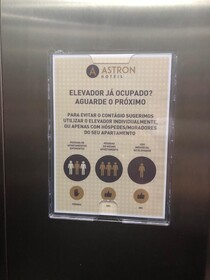 ASTRON
HOTÉIS
ELEVADOR JÁ OCUPADO?
AGUARDE O PRÓXIMO
PARA EVITAR O CONTÁGIO SUGERIMOS
UTILIZAR O ELEVADOR INDIVIDUALMENTE,
OU APENAS COM HÓSPEDES/MORADORES
DO SEU APARTAMENTO